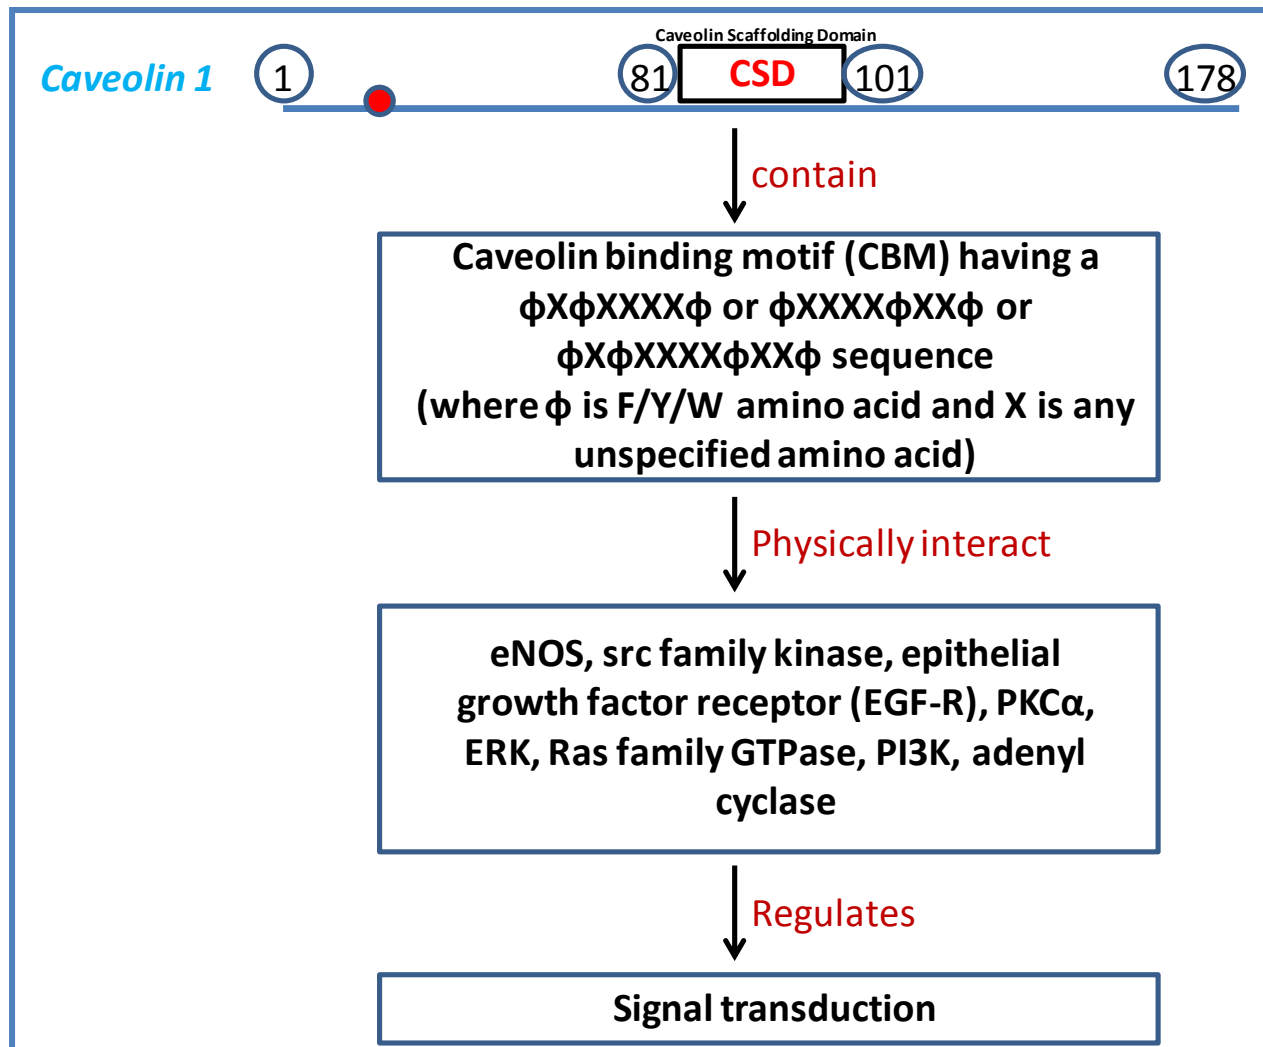 Caveolin Scaffolding Domain
Caveolin 1 1 81 CSD 101 178
contain
Caveolin binding motif (CBM) having a
ϕXϕXXXXϕ or ϕXXXXϕXXϕ or
ϕXϕXXXXϕXXϕ sequence
(where ϕ is F/Y/W amino acid and X is any
unspecified amino acid)
Physically interact
eNOS, src family kinase, epithelial
growth factor receptor (EGF-R), PKCα,
ERK, Ras family GTPase, PI3K, adenyl
cyclase
Regulates
Signal transduction